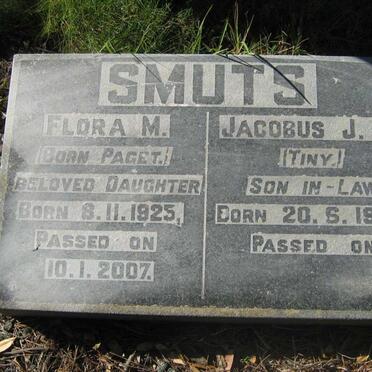 SMUTS
FLORA M.
(BORN PAGET.)
BELOVED DAUGHTER
BORN 8.11.1925,
PASSED ON
10.1.2007.
JACOBUS J.
(TINY.)
SON IN-LAW
BORN 20.5.19
PASSED ON